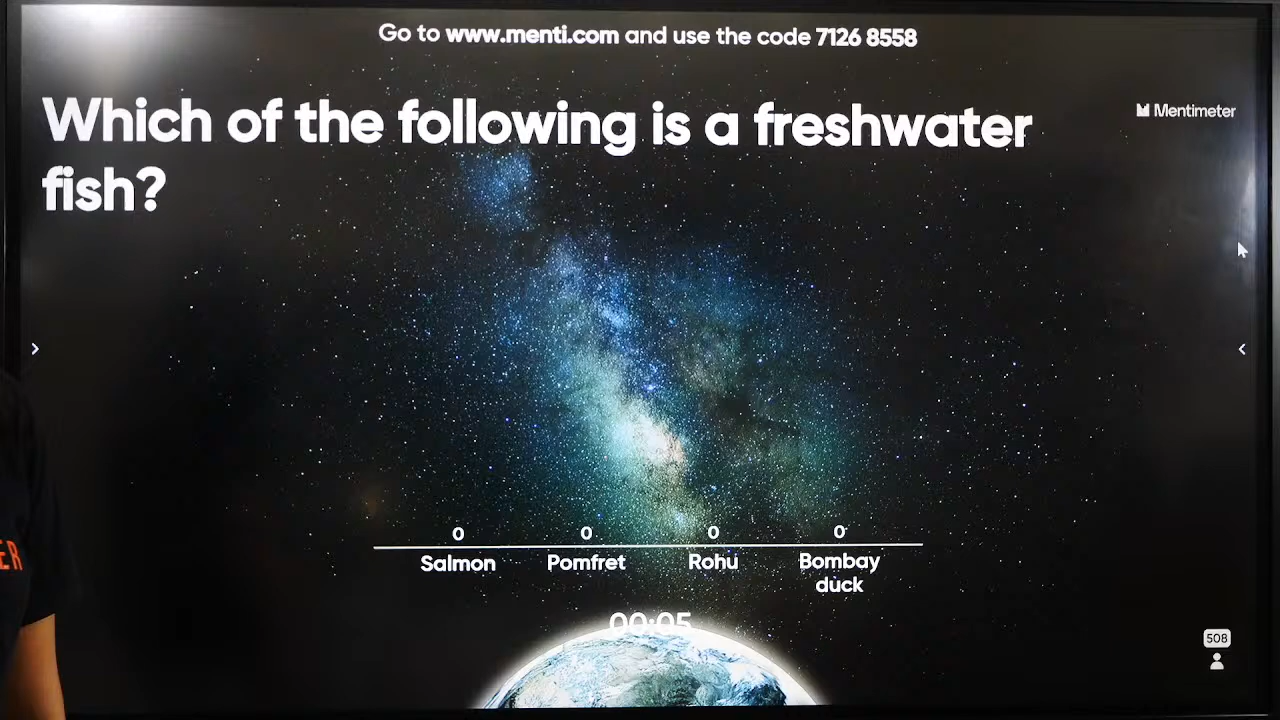 Go to www.menti.com and use the code 7126 8558
Mentimeter
Which of the following is a freshwater
fish?
0 0 0 0
Salmon Pomfret Rohu Bombay
duck
00:05
508
ER